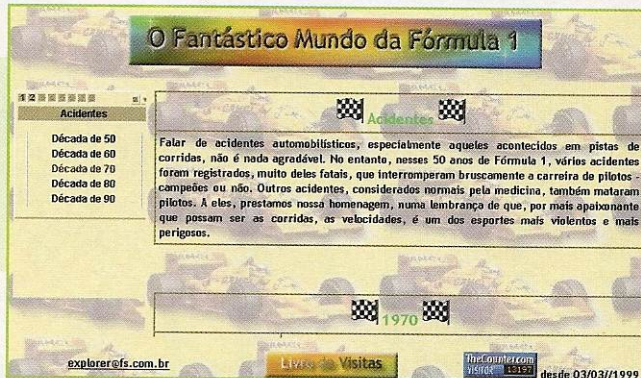 O Fantástico Mundo da Fórmula 1
1 2
Acidentes
Década de 50
Década de 60
Década de 70
Década de 80
Década de 90
Acidentes
Falar de acidentes automobilísticos, especialmente aqueles acontecidos em pistas de
corridas, não é nada agradável. No entanto, nesses 50 anos de Fórmula 1, vários acidentes
foram registrados, muito deles fatais, que interromperam bruscamente a carreira de pilotos -
campeões ou não. Outros acidentes, considerados normais pela medicina, também mataram
pilotos. A eles, prestamos nossa homenagem, numa lembrança de que, por mais apaixonante
que possam ser as corridas, as velocidades, é um dos esportes mais violentos e mais
perigosos.
1970
explorer@fs.com.br
Livro de Visitas
TheCounter.com
VISITOR 13197
desde 03/03//1999